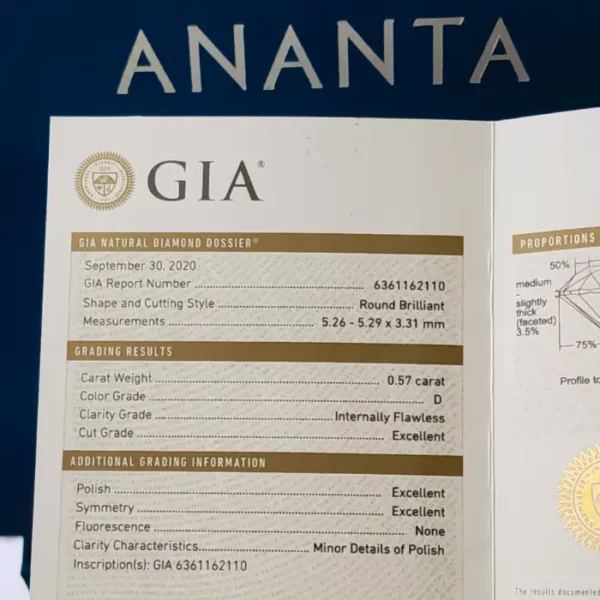 ANANTA
GIA®
GIA NATURAL DIAMOND DOSSIER®
September 30, 2020
GIA Report Number 6361162110
Shape and Cutting Style Round Brilliant
Measurements 5.26 - 5.29 x 3.31 mm
GRADING RESULTS
Carat Weight 0.57 carat
Color Grade D
Clarity Grade Internally Flawless
Cut Grade Excellent
ADDITIONAL GRADING INFORMATION
Polish Excellent
Symmetry Excellent
Fluorescence None
Clarity Characteristics Minor Details of Polish
Inscription(s): GIA 6361162110
PROPORTIONS
50%
medium
-
slightly
thick
(faceted)
3.5%
75%
Profile to
The results documented